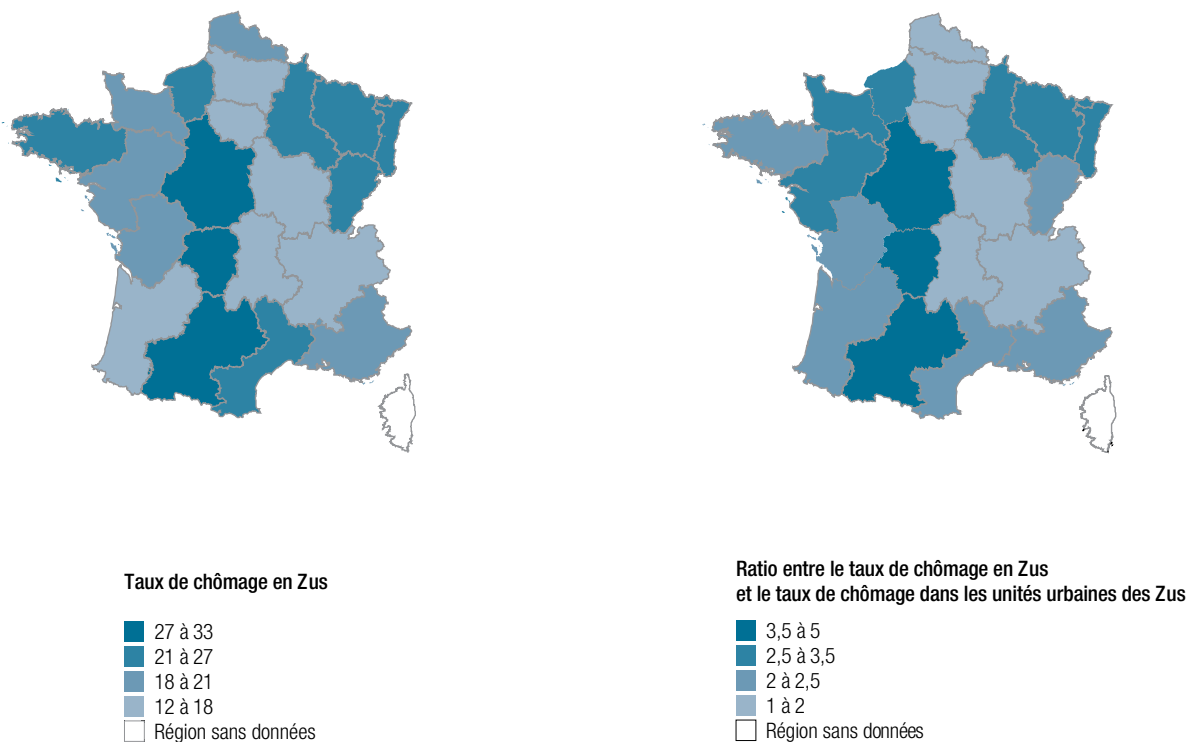 Taux de chômage en Zus
27 à 33
21 à 27
18 à 21
12 à 18
Région sans données
Ratio entre le taux de chômage en Zus
et le taux de chômage dans les unités urbaines des Zus
3,5 à 5
2,5 à 3,5
2 à 2,5
1 à 2
Région sans données